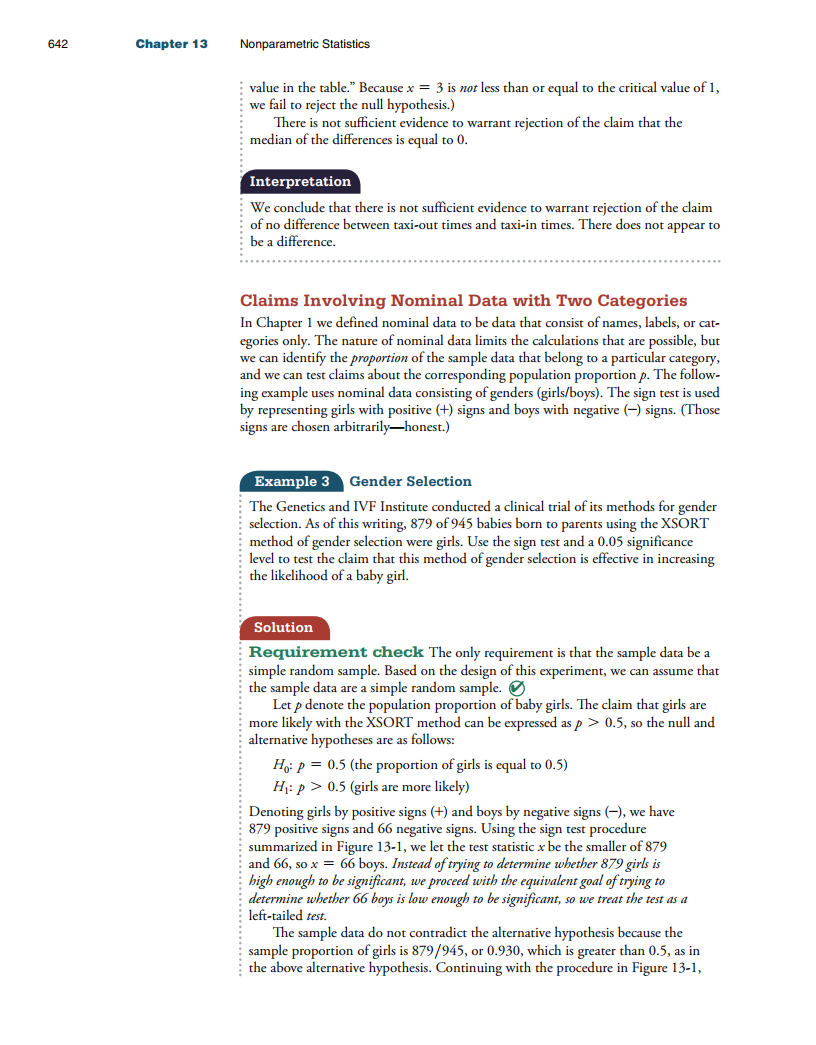 642 Chapter 13 Nonparametric Statistics
value in the table.” Because x = 3 is not less than or equal to the critical value of 1,
we fail to reject the null hypothesis.)
There is not sufficient evidence to warrant rejection of the claim that the
median of the differences is equal to 0.
Interpretation
We conclude that there is not sufficient evidence to warrant rejection of the claim
of no difference between taxi-out times and taxi-in times. There does not appear to
be a difference.
Claims Involving Nominal Data with Two Categories
In Chapter 1 we defined nominal data to be data that consist of names, labels, or cat-
egories only. The nature of nominal data limits the calculations that are possible, but
we can identify the proportion of the sample data that belong to a particular category,
and we can test claims about the corresponding population proportion p. The follow-
ing example uses nominal data consisting of genders (girls/boys). The sign test is used
by representing girls with positive (+) signs and boys with negative (−) signs. (Those
signs are chosen arbitrarily—honest.)
Example 3 Gender Selection
The Genetics and IVF Institute conducted a clinical trial of its methods for gender
selection. As of this writing, 879 of 945 babies born to parents using the XSORT
method of gender selection were girls. Use the sign test and a 0.05 significance
level to test the claim that this method of gender selection is effective in increasing
the likelihood of a baby girl.
Solution
Requirement check The only requirement is that the sample data be a
simple random sample. Based on the design of this experiment, we can assume that
the sample data are a simple random sample.
Let p denote the population proportion of baby girls. The claim that girls are
more likely with the XSORT method can be expressed as p > 0.5, so the null and
alternative hypotheses are as follows:
H₀: p = 0.5 (the proportion of girls is equal to 0.5)
H₁: p > 0.5 (girls are more likely)
Denoting girls by positive signs (+) and boys by negative signs (−), we have
879 positive signs and 66 negative signs. Using the sign test procedure
summarized in Figure 13-1, we let the test statistic x be the smaller of 879
and 66, so x = 66 boys. Instead of trying to determine whether 879 girls is
high enough to be significant, we proceed with the equivalent goal of trying to
determine whether 66 boys is low enough to be significant, so we treat the test as a
left-tailed test.
The sample data do not contradict the alternative hypothesis because the
sample proportion of girls is 879/945, or 0.930, which is greater than 0.5, as in
the above alternative hypothesis. Continuing with the procedure in Figure 13-1,